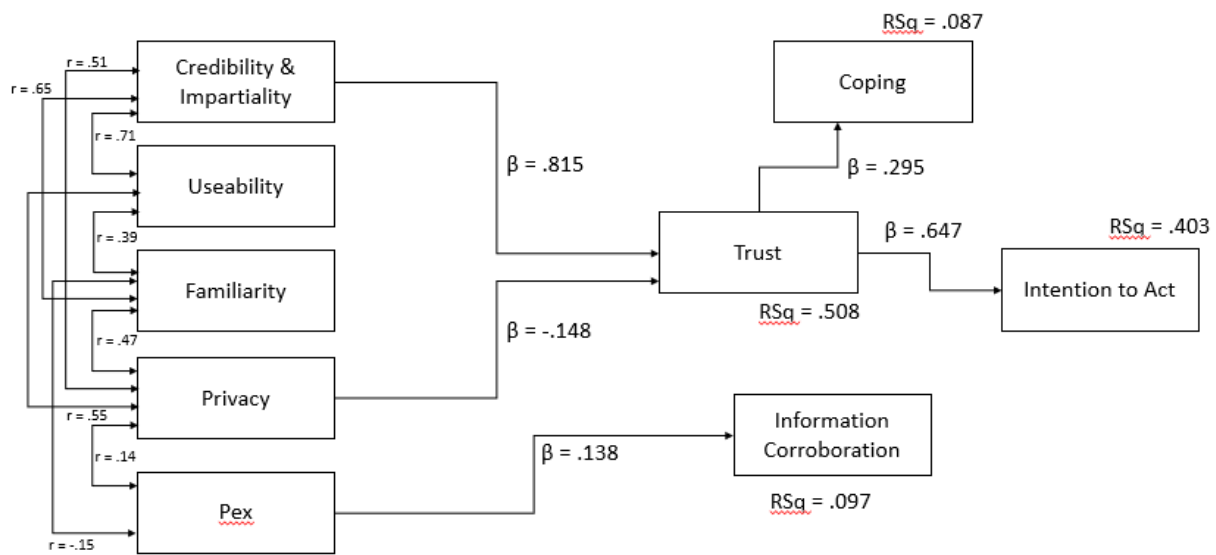 RSq = .087
r = .51
Credibility &
Impartiality
Coping
r = .65
r = .71
β = .815
β = .295
Useability
RSq = .403
β = .647
r = .39
Trust
Familiarity
Intention to Act
RSq = .508
β = -.148
r = .47
Privacy
r = .55
Information
Corroboration
r = .14
β = .138
RSq = .097
Pex
r = -.15